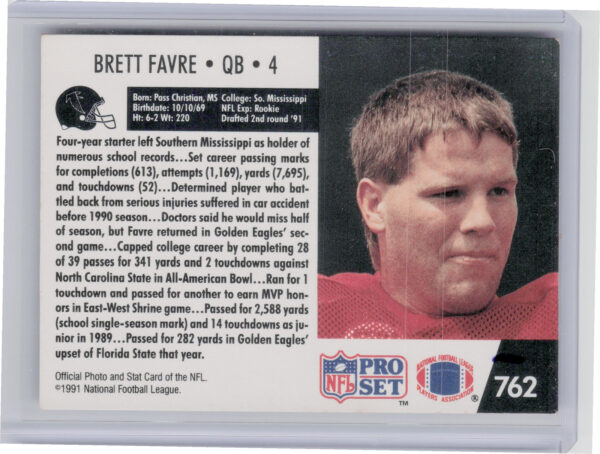 BRETT FAVRE • QB • 4
Born: Pass Christian, MS College: So. Mississippi
Birthdate: 10/10/69 NFL Exp: Rookie
Ht: 6-2 Wt: 220 Drafted 2nd round '91
Four-year starter left Southern Mississippi as holder of
numerous school records...Set career passing marks
for completions (613), attempts (1,169), yards (7,695),
and touchdowns (52)...Determined player who bat-
tled back from serious injuries suffered in car accident
before 1990 season...Doctors said he would miss half
of season, but Favre returned in Golden Eagles' sec-
ond game...Capped college career by completing 28
of 39 passes for 341 yards and 2 touchdowns against
North Carolina State in All-American Bowl...Ran for 1
touchdown and passed for another to earn MVP hon-
ors in East-West Shrine game...Passed for 2,588 yards
(school single-season mark) and 14 touchdowns as ju-
nior in 1989...Passed for 282 yards in Golden Eagles'
upset of Florida State that year.
Official Photo and Stat Card of the NFL.
©1991 National Football League.
NFL
PRO
SET
TM
NATIONAL FOOTBALL LEAGUE
PLAYERS ASSOCIATION
®
762